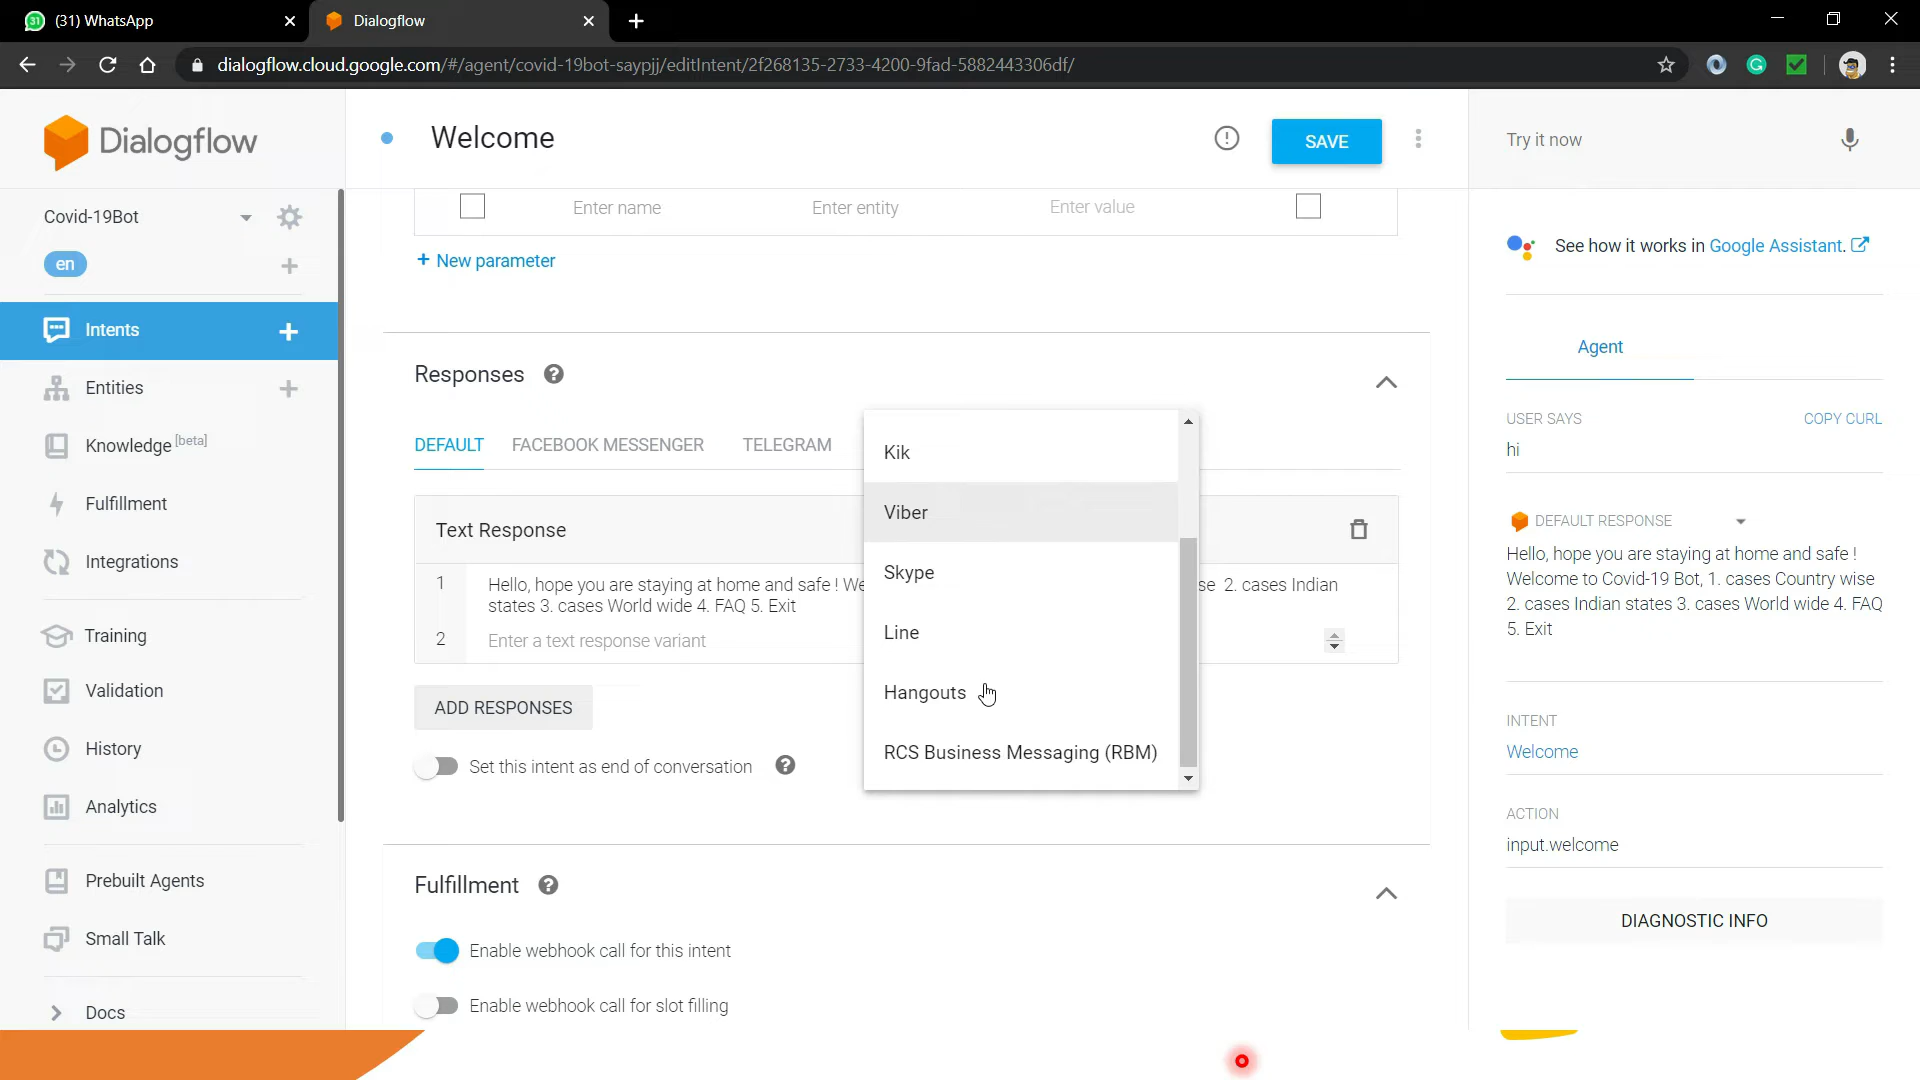 31 (31) WhatsApp
Dialogflow
dialogflow.cloud.google.com/#/agent/covid-19bot-saypjj/editIntent/2f268135-2733-4200-9fad-5882443306df/
Dialogflow
Welcome
SAVE
Try it now
Covid-19Bot
en
Intents
Entities
Knowledge [beta]
Fulfillment
Integrations
Training
Validation
History
Analytics
Prebuilt Agents
Small Talk
Docs
Enter name
Enter entity
Enter value
+ New parameter
Responses
DEFAULT
FACEBOOK MESSENGER
TELEGRAM
Text Response
1 Hello, hope you are staying at home and safe ! We
se 2. cases Indian
states 3. cases World wide 4. FAQ 5. Exit
2 Enter a text response variant
ADD RESPONSES
Set this intent as end of conversation
Kik
Viber
Skype
Line
Hangouts
RCS Business Messaging (RBM)
Fulfillment
Enable webhook call for this intent
Enable webhook call for slot filling
See how it works in Google Assistant.
Agent
USER SAYS
COPY CURL
hi
DEFAULT RESPONSE
Hello, hope you are staying at home and safe !
Welcome to Covid-19 Bot, 1. cases Country wise
2. cases Indian states 3. cases World wide 4. FAQ
5. Exit
INTENT
Welcome
ACTION
input.welcome
DIAGNOSTIC INFO